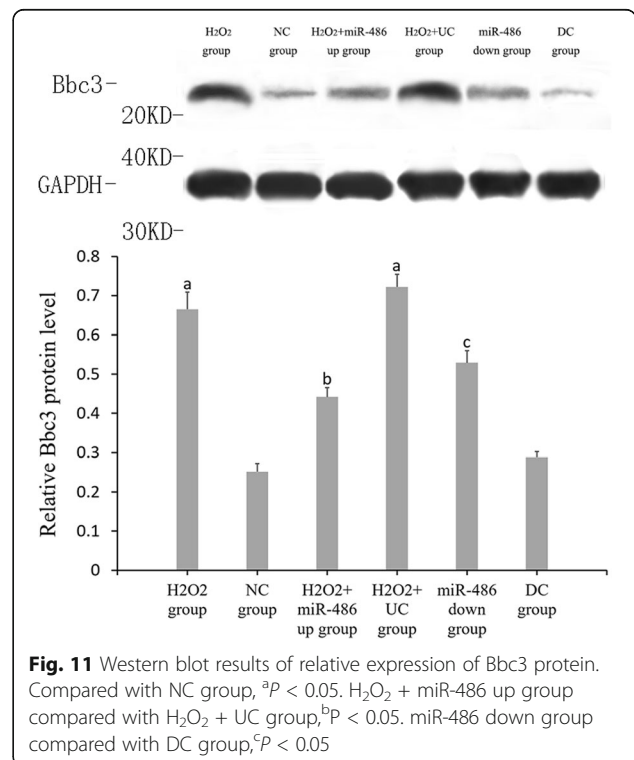 H2O2 group NC group H2O2+miR-486 up group H2O2+UC group miR-486 down group DC group
Bbc3-
20KD-
40KD-
GAPDH-
30KD-
Relative Bbc3 protein level
0.8
0.7
0.6
0.5
0.4
0.3
0.2
0.1
0
a
b
a
c
H2O2 group
NC group
H2O2+ miR-486 up group
H2O2+ UC group
miR-486 down group
DC group
Fig. 11 Western blot results of relative expression of Bbc3 protein.
Compared with NC group, aP < 0.05. H2O2 + miR-486 up group
compared with H2O2 + UC group,bP < 0.05. miR-486 down group
compared with DC group,cP < 0.05